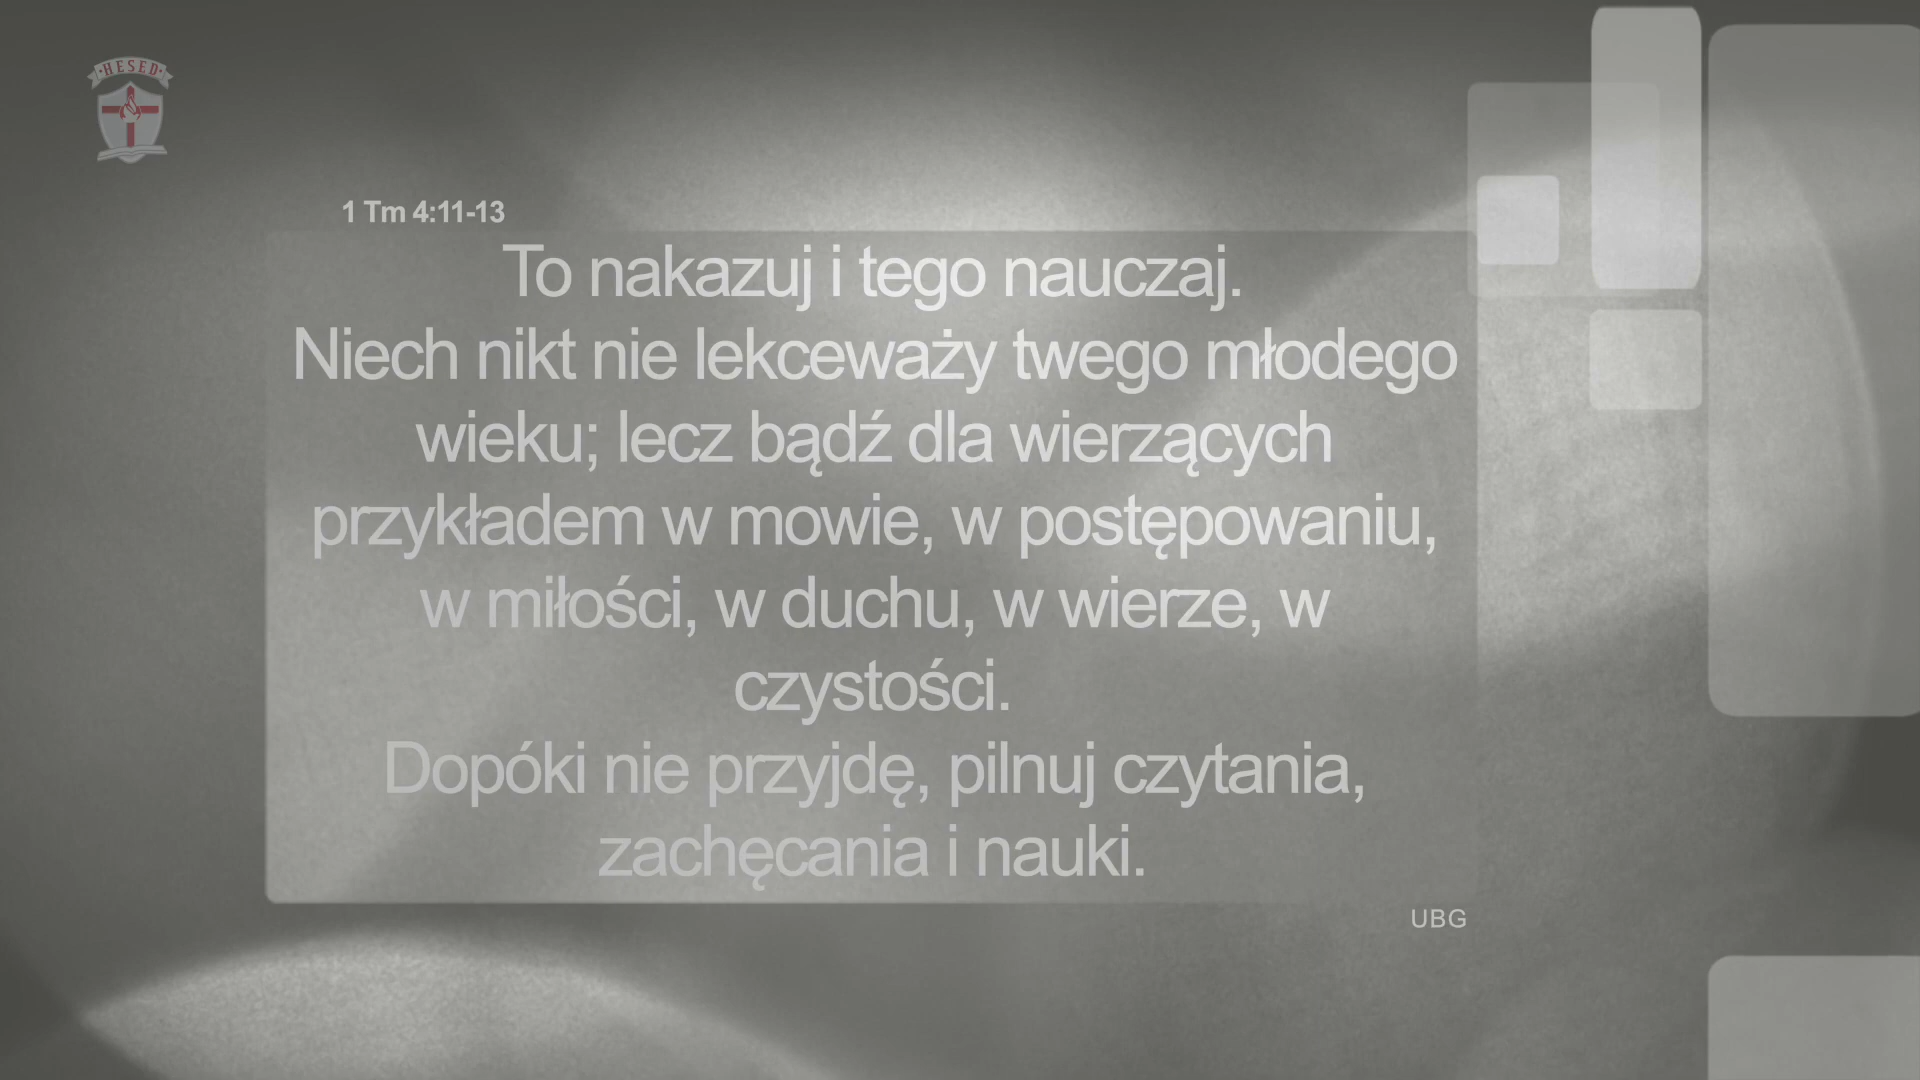 HESED
1 Tm 4:11-13
To nakazuj i tego nauczaj.
Niech nikt nie lekceważy twego młodego
wieku; lecz bądź dla wierzących
przykładem w mowie, w postępowaniu,
w miłości, w duchu, w wierze, w
czystości.
Dopóki nie przyjdę, pilnuj czytania,
zachęcania i nauki.
UBG